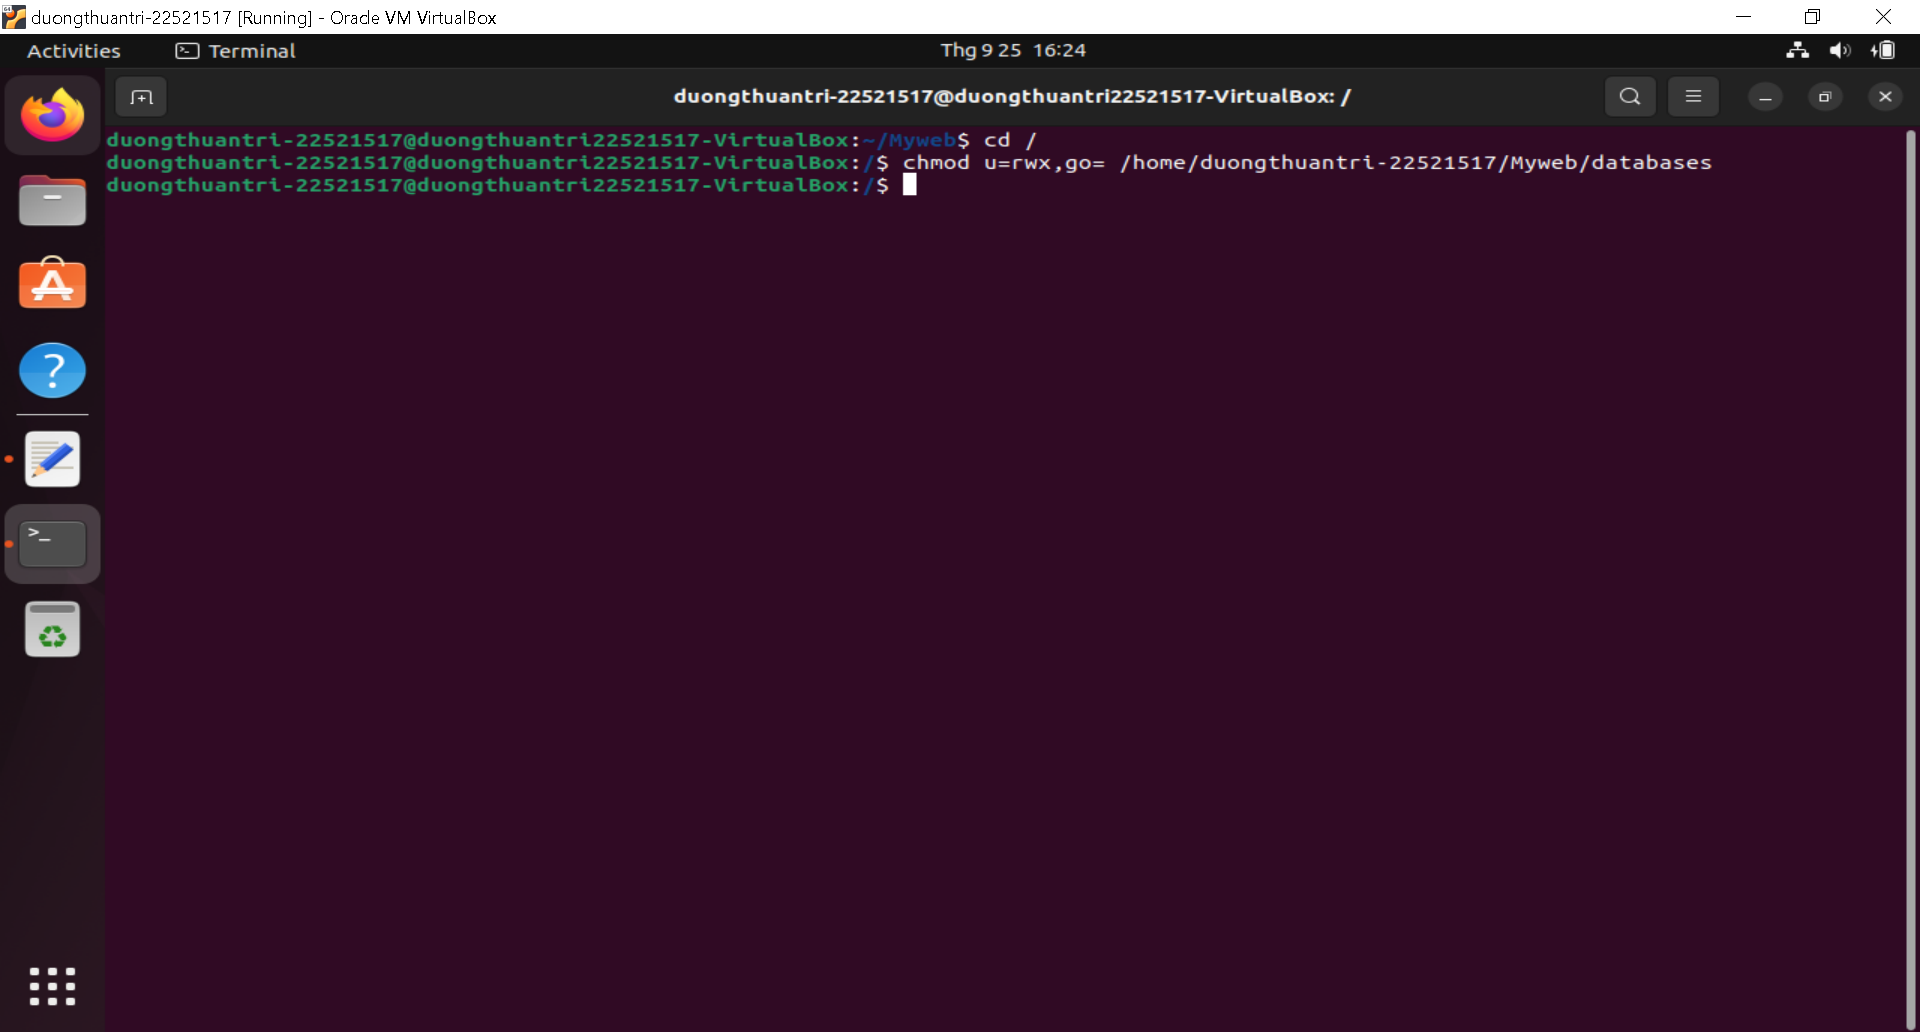 duongthuantri-22521517 [Running] - Oracle VM VirtualBox
Activities
Terminal
Thg 9 25 16:24
duongthuantri-22521517@duongthuantri22521517-VirtualBox: /
duongthuantri-22521517@duongthuantri22521517-VirtualBox:~/Myweb$ cd /
duongthuantri-22521517@duongthuantri22521517-VirtualBox:/$ chmod u=rwx,go= /home/duongthuantri-22521517/Myweb/databases
duongthuantri-22521517@duongthuantri22521517-VirtualBox:/$